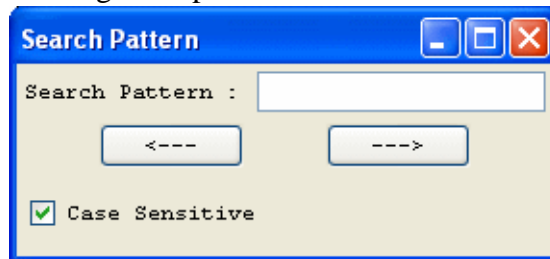 Search Pattern
Search Pattern :
<--- --->
Case Sensitive